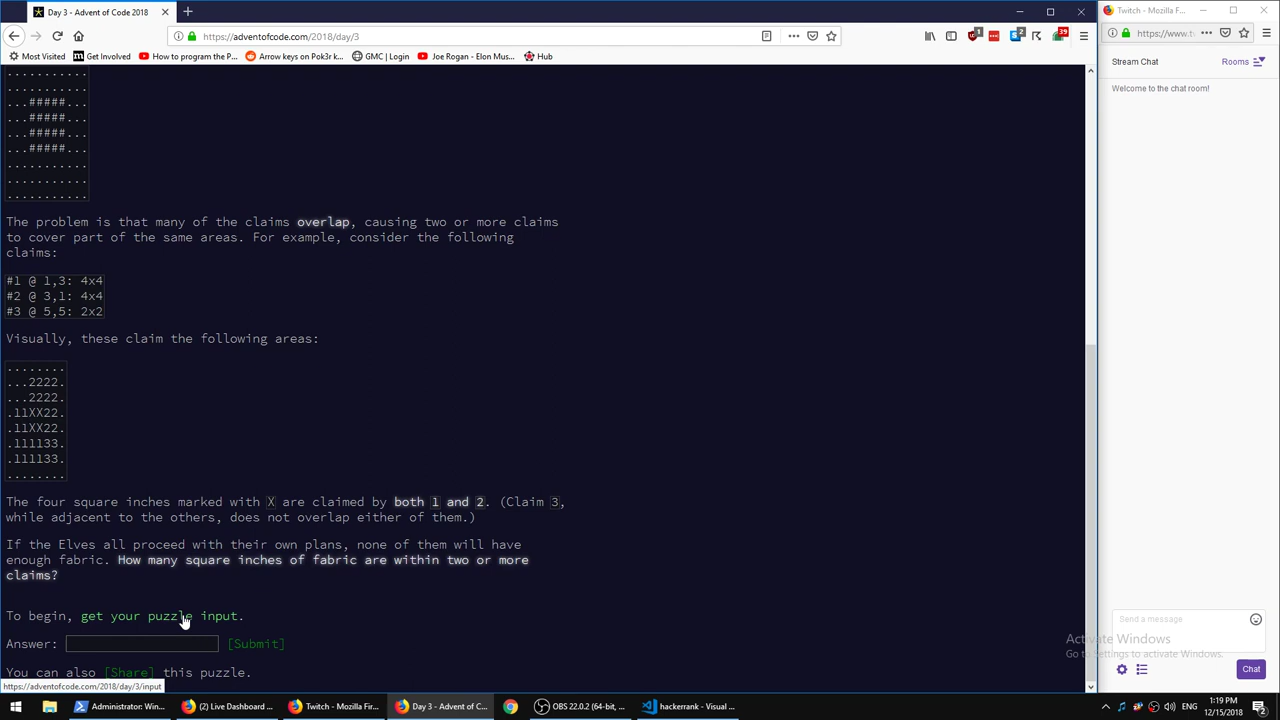 Day 3 - Advent of Code 2018
https://adventofcode.com/2018/day/3
39
2
Most Visited
Get Involved
How to program the P...
Arrow keys on Pok3r k...
GMC | Login
Joe Rogan - Elon Mus...
Hub
...........
...........
...#####...
...#####...
...#####...
...#####...
...........
...........
...........
The problem is that many of the claims overlap, causing two or more claims
to cover part of the same areas. For example, consider the following
claims:
#1 @ 1,3: 4x4
#2 @ 3,1: 4x4
#3 @ 5,5: 2x2
Visually, these claim the following areas:
........
...2222.
...2222.
.11XX22.
.11XX22.
.111133.
.111133.
........
The four square inches marked with X are claimed by both 1 and 2. (Claim 3,
while adjacent to the others, does not overlap either of them.)
If the Elves all proceed with their own plans, none of them will have
enough fabric. How many square inches of fabric are within two or more
claims?
To begin, get your puzzle input.
Answer: [Submit]
You can also [Share] this puzzle.
https://adventofcode.com/2018/day/3/input
Twitch - Mozilla F...
https://www.t
Stream Chat
Rooms
Welcome to the chat room!
Send a message
Activate Windows
Go to Settings to activate Windows.
Chat
Administrator: Win...
(2) Live Dashboard ...
Twitch - Mozilla Fir...
Day 3 - Advent of C...
OBS 22.0.2 (64-bit, ...
hackerrank - Visual ...
ENG
1:19 PM
12/15/2018